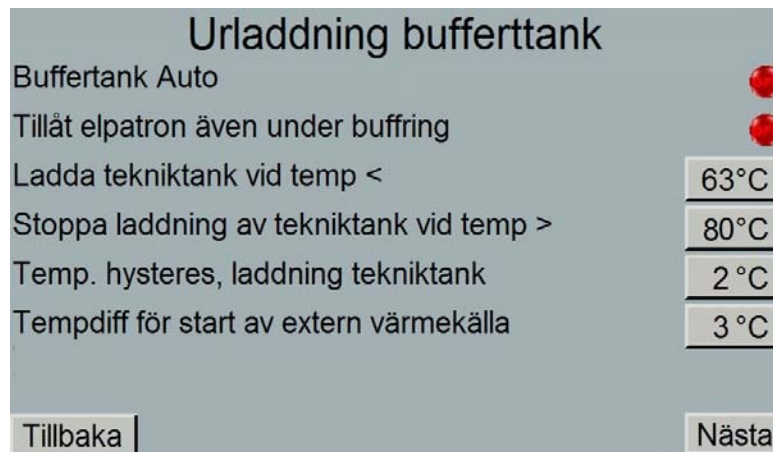 Urladdning bufferttank
Buffertank Auto
Tillåt elpatron även under buffring
Ladda tekniktank vid temp < 63°C
Stoppa laddning av tekniktank vid temp > 80°C
Temp. hysteres, laddning tekniktank 2 °C
Tempdiff för start av extern värmekälla 3 °C
Tillbaka Nästa